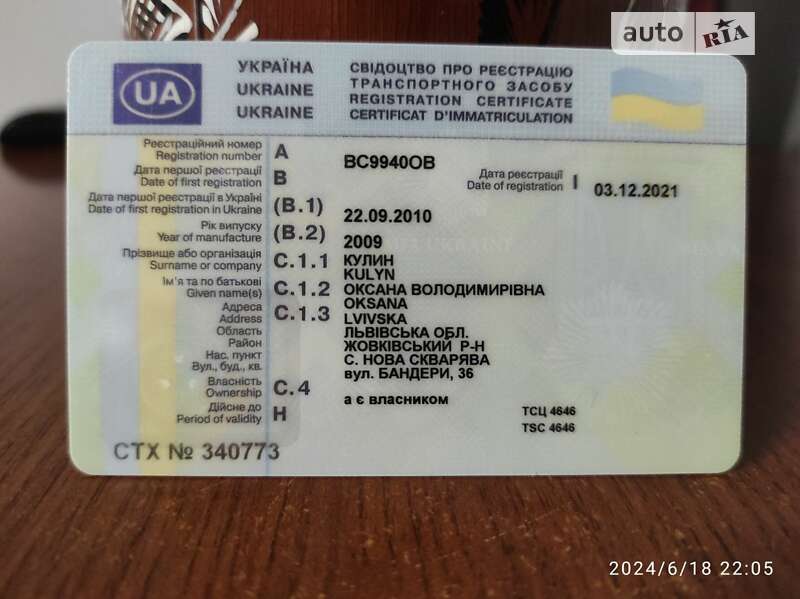 auto RIA
UA
УКРАЇНА
UKRAINE
UKRAINE
СВІДОЦТВО ПРО РЕЄСТРАЦІЮ
ТРАНСПОРТНОГО ЗАСОБУ
REGISTRATION CERTIFICATE
CERTIFICAT D'IMMATRICULATION
Реєстраційний номер
Registration number
A
BC9940OB
Дата реєстрації
Date of registration
I
03.12.2021
Дата першої реєстрації
Date of first registration
B
Дата першої реєстрації в Україні
Date of first registration in Ukraine
(B.1)
22.09.2010
Рік випуску
Year of manufacture
(B.2)
2009
Прізвище або організація
Surname or company
C.1.1
КУЛИН
KULYN
Ім'я та по батькові
Given name(s)
C.1.2
ОКСАНА ВОЛОДИМИРІВНА
OKSANA
Адреса
Address
C.1.3
LVIVSKA
Область
ЛЬВІВСЬКА ОБЛ.
Район
ЖОВКІВСЬКИЙ Р-Н
Нас. пункт
С. НОВА СКВАРЯВА
Вул., буд., кв.
вул. БАНДЕРИ, 36
Власність
Ownership
C.4
а є власником
Дійсне до
Period of validity
H
ТСЦ 4646
TSC 4646
СТХ № 340773
2024/6/18 22:05